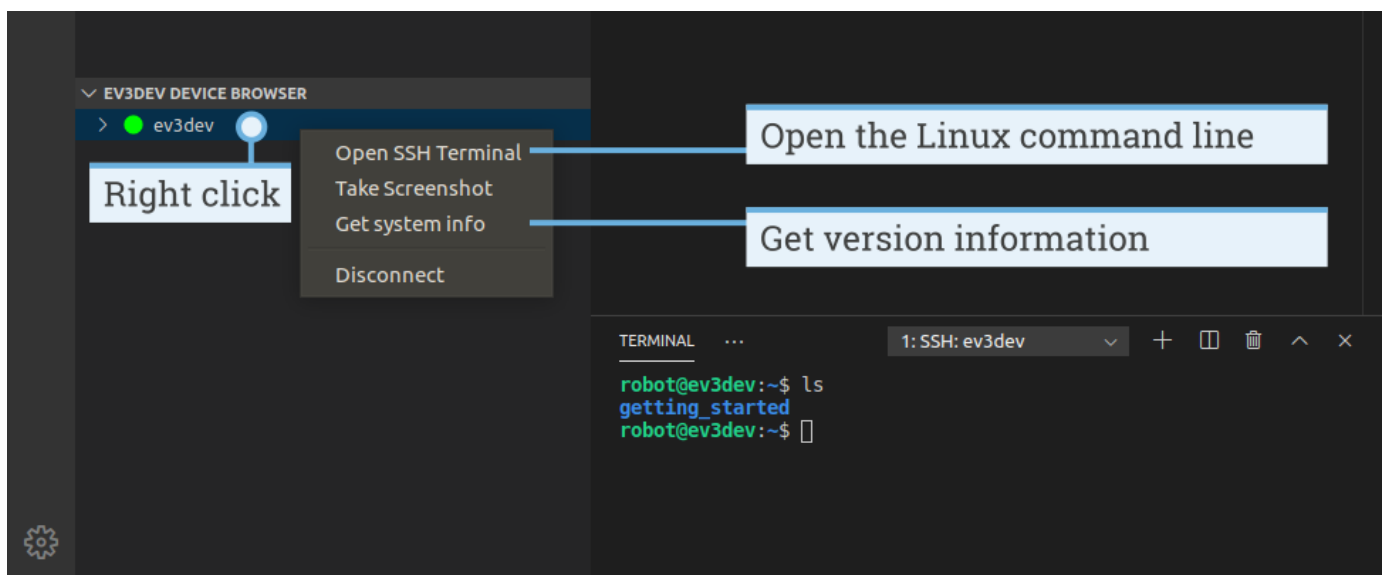 EV3DEV DEVICE BROWSER
ev3dev
Right click
Open SSH Terminal
Take Screenshot
Get system info
Disconnect
Open the Linux command line
Get version information
TERMINAL ···
1: SSH: ev3dev
robot@ev3dev:~$ ls
getting_started
robot@ev3dev:~$